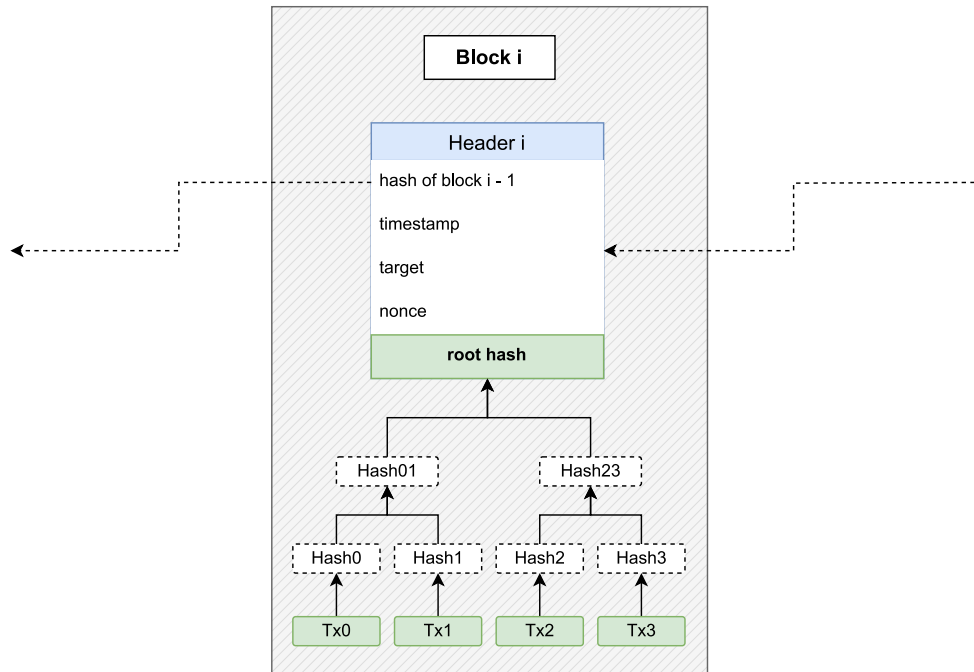 Block i
Header i
hash of block i - 1
timestamp
target
nonce
root hash
Hash01
Hash23
Hash0
Hash1
Hash2
Hash3
Tx0
Tx1
Tx2
Tx3